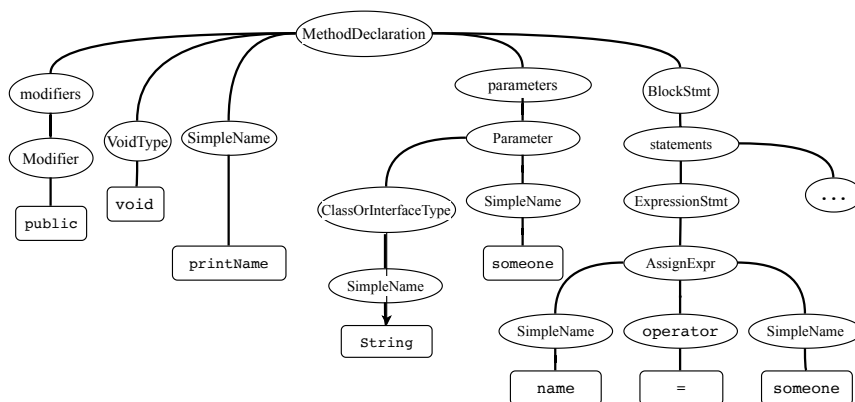 MethodDeclaration
modifiers
parameters
BlockStmt
Modifier
VoidType
SimpleName
Parameter
statements
public
void
ClassOrInterfaceType
SimpleName
ExpressionStmt
...
printName
someone
AssignExpr
SimpleName
String
SimpleName
operator
SimpleName
name
=
someone